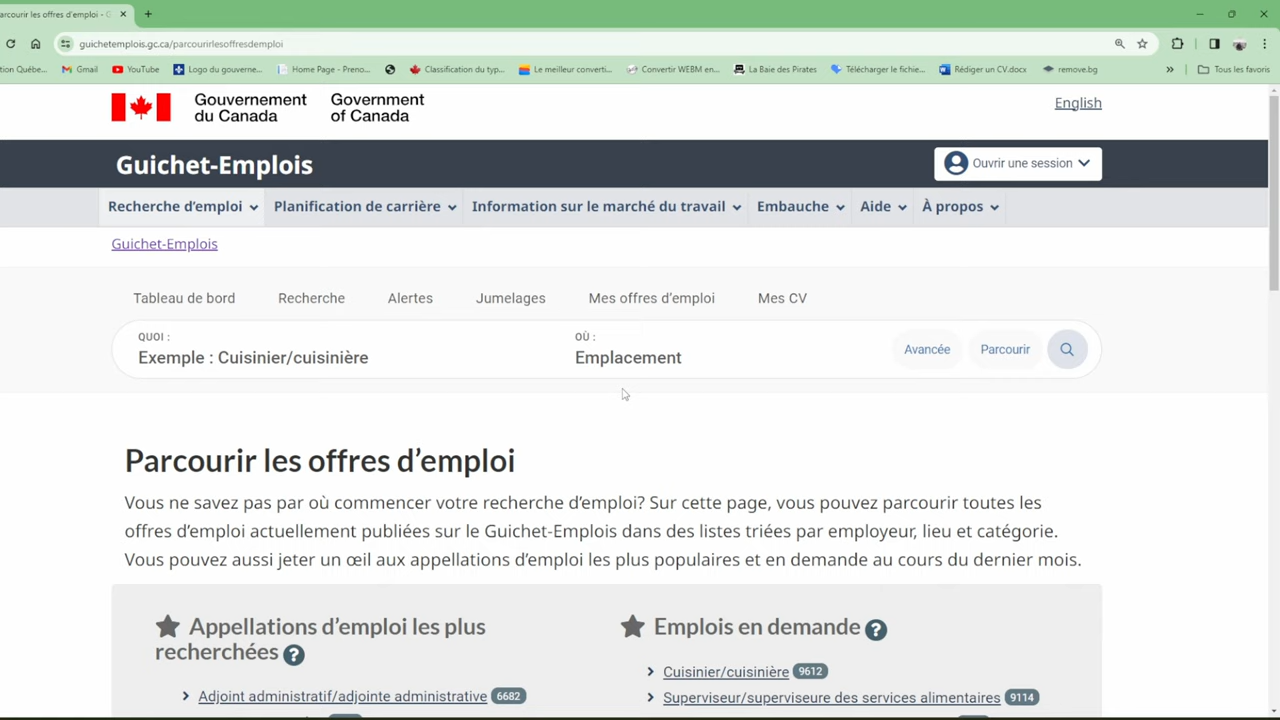 arcourir les offres d'emploi - G
guichetemplois.gc.ca/parcourirlesoffresdemploi
tion Québe...
Gmail
YouTube
Logo du gouverne...
Home Page - Preno...
Classification du typ...
Le meilleur converti...
Convertir WEBM en...
La Baie des Pirates
Télécharger le fichie...
Rédiger un CV.docx
remove.bg
»
Tous les favoris
Gouvernement
du Canada
Government
of Canada
English
Guichet-Emplois
Ouvrir une session
Recherche d'emploi
Planification de carrière
Information sur le marché du travail
Embauche
Aide
À propos
Guichet-Emplois
Tableau de bord
Recherche
Alertes
Jumelages
Mes offres d'emploi
Mes CV
QUOI :
Exemple : Cuisinier/cuisinière
OÙ :
Emplacement
Avancée
Parcourir
Parcourir les offres d'emploi
Vous ne savez pas par où commencer votre recherche d'emploi? Sur cette page, vous pouvez parcourir toutes les
offres d'emploi actuellement publiées sur le Guichet-Emplois dans des listes triées par employeur, lieu et catégorie.
Vous pouvez aussi jeter un œil aux appellations d'emploi les plus populaires et en demande au cours du dernier mois.
Appellations d'emploi les plus
recherchées ?
Adjoint administratif/adjointe administrative 6682
Emplois en demande ?
Cuisinier/cuisinière 9612
Superviseur/superviseure des services alimentaires 9114